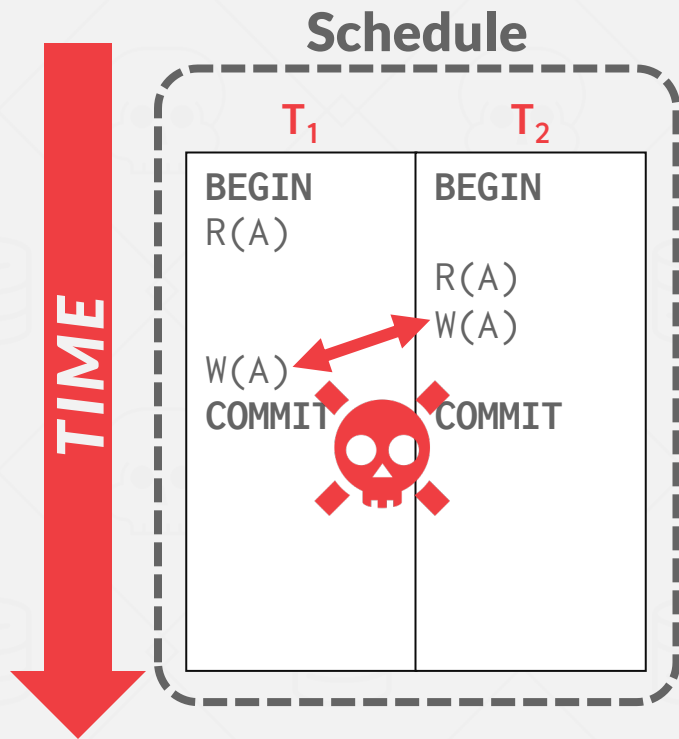 Schedule
TIME
T₁ T₂
BEGIN BEGIN
R(A)
R(A)
W(A)
W(A)
COMMIT COMMIT